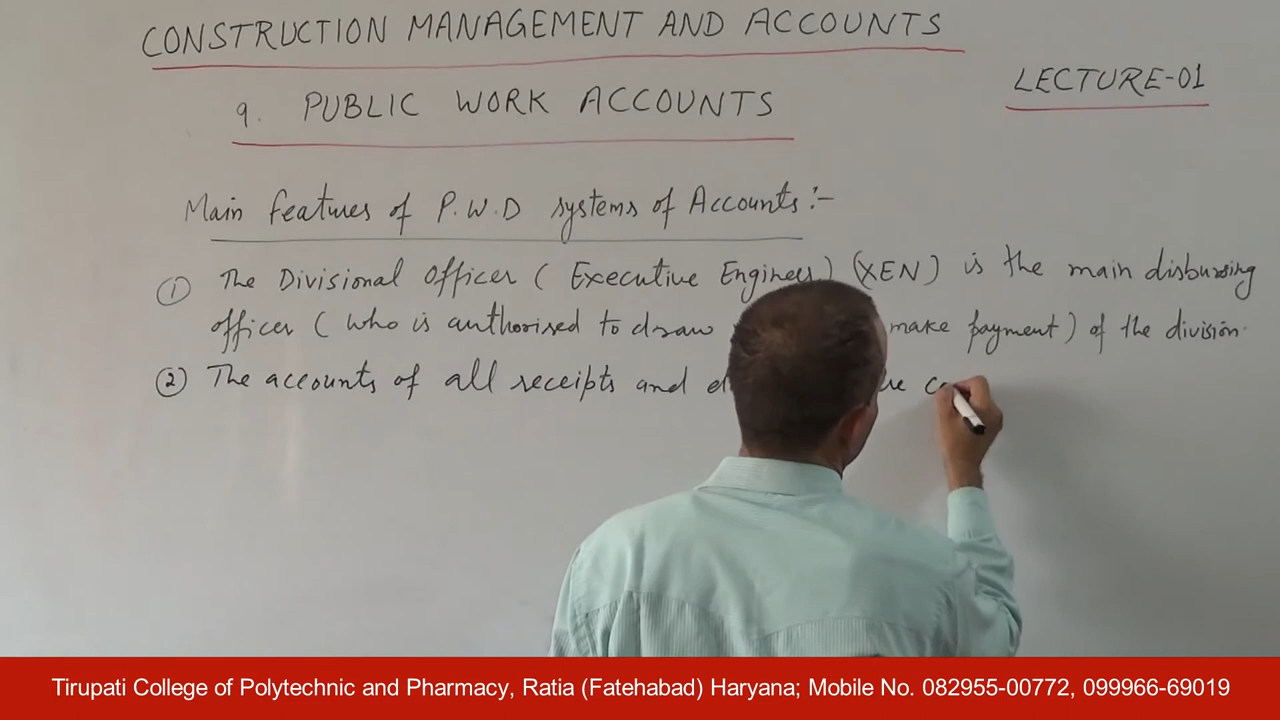 CONSTRUCTION MANAGEMENT AND ACCOUNTS
LECTURE-01
9. PUBLIC WORK ACCOUNTS
Main features of P.W.D systems of Accounts :-
① The Divisional Officer ( Executive Engineer) (XEN) is the main disbursing
officer ( who is authorised to draw make payment) of the division.
② The accounts of all receipts and
Tirupati College of Polytechnic and Pharmacy, Ratia (Fatehabad) Haryana; Mobile No. 082955-00772, 099966-69019